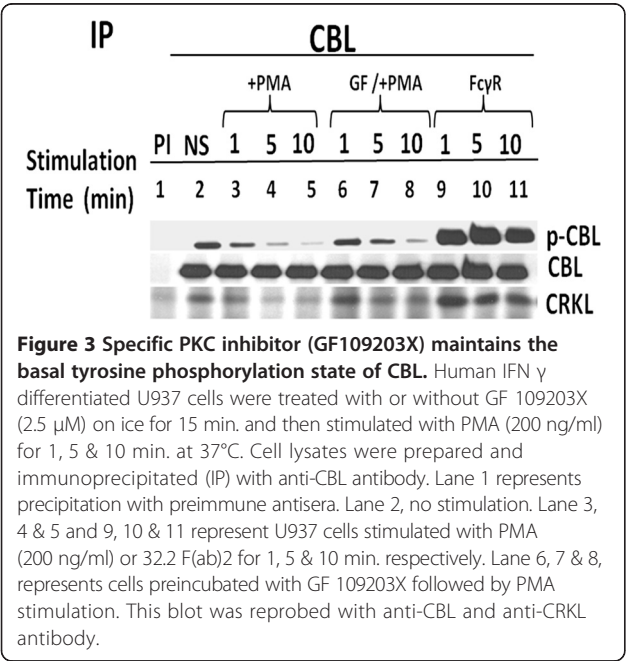 IP CBL
+PMA GF /+PMA FcγR
PI NS 1 5 10 1 5 10 1 5 10
Stimulation
Time (min) 1 2 3 4 5 6 7 8 9 10 11
p-CBL
CBL
CRKL
Figure 3 Specific PKC inhibitor (GF109203X) maintains the
basal tyrosine phosphorylation state of CBL. Human IFN γ
differentiated U937 cells were treated with or without GF 109203X
(2.5 μM) on ice for 15 min. and then stimulated with PMA (200 ng/ml)
for 1, 5 & 10 min. at 37°C. Cell lysates were prepared and
immunoprecipitated (IP) with anti-CBL antibody. Lane 1 represents
precipitation with preimmune antisera. Lane 2, no stimulation. Lane 3,
4 & 5 and 9, 10 & 11 represent U937 cells stimulated with PMA
(200 ng/ml) or 32.2 F(ab)2 for 1, 5 & 10 min. respectively. Lane 6, 7 & 8,
represents cells preincubated with GF 109203X followed by PMA
stimulation. This blot was reprobed with anti-CBL and anti-CRKL
antibody.